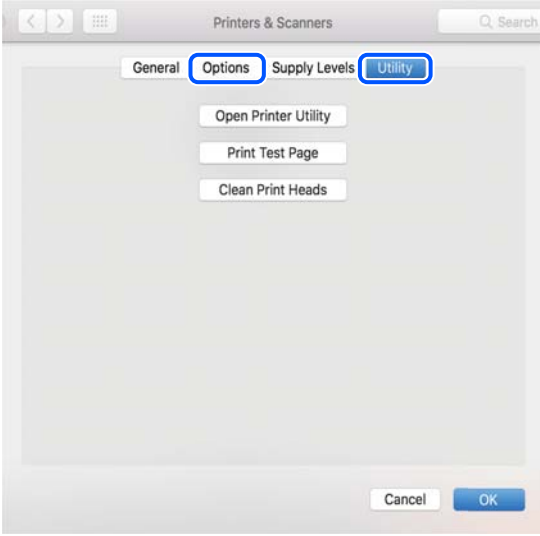 Printers & Scanners Search
General Options Supply Levels Utility
Open Printer Utility
Print Test Page
Clean Print Heads
Cancel OK